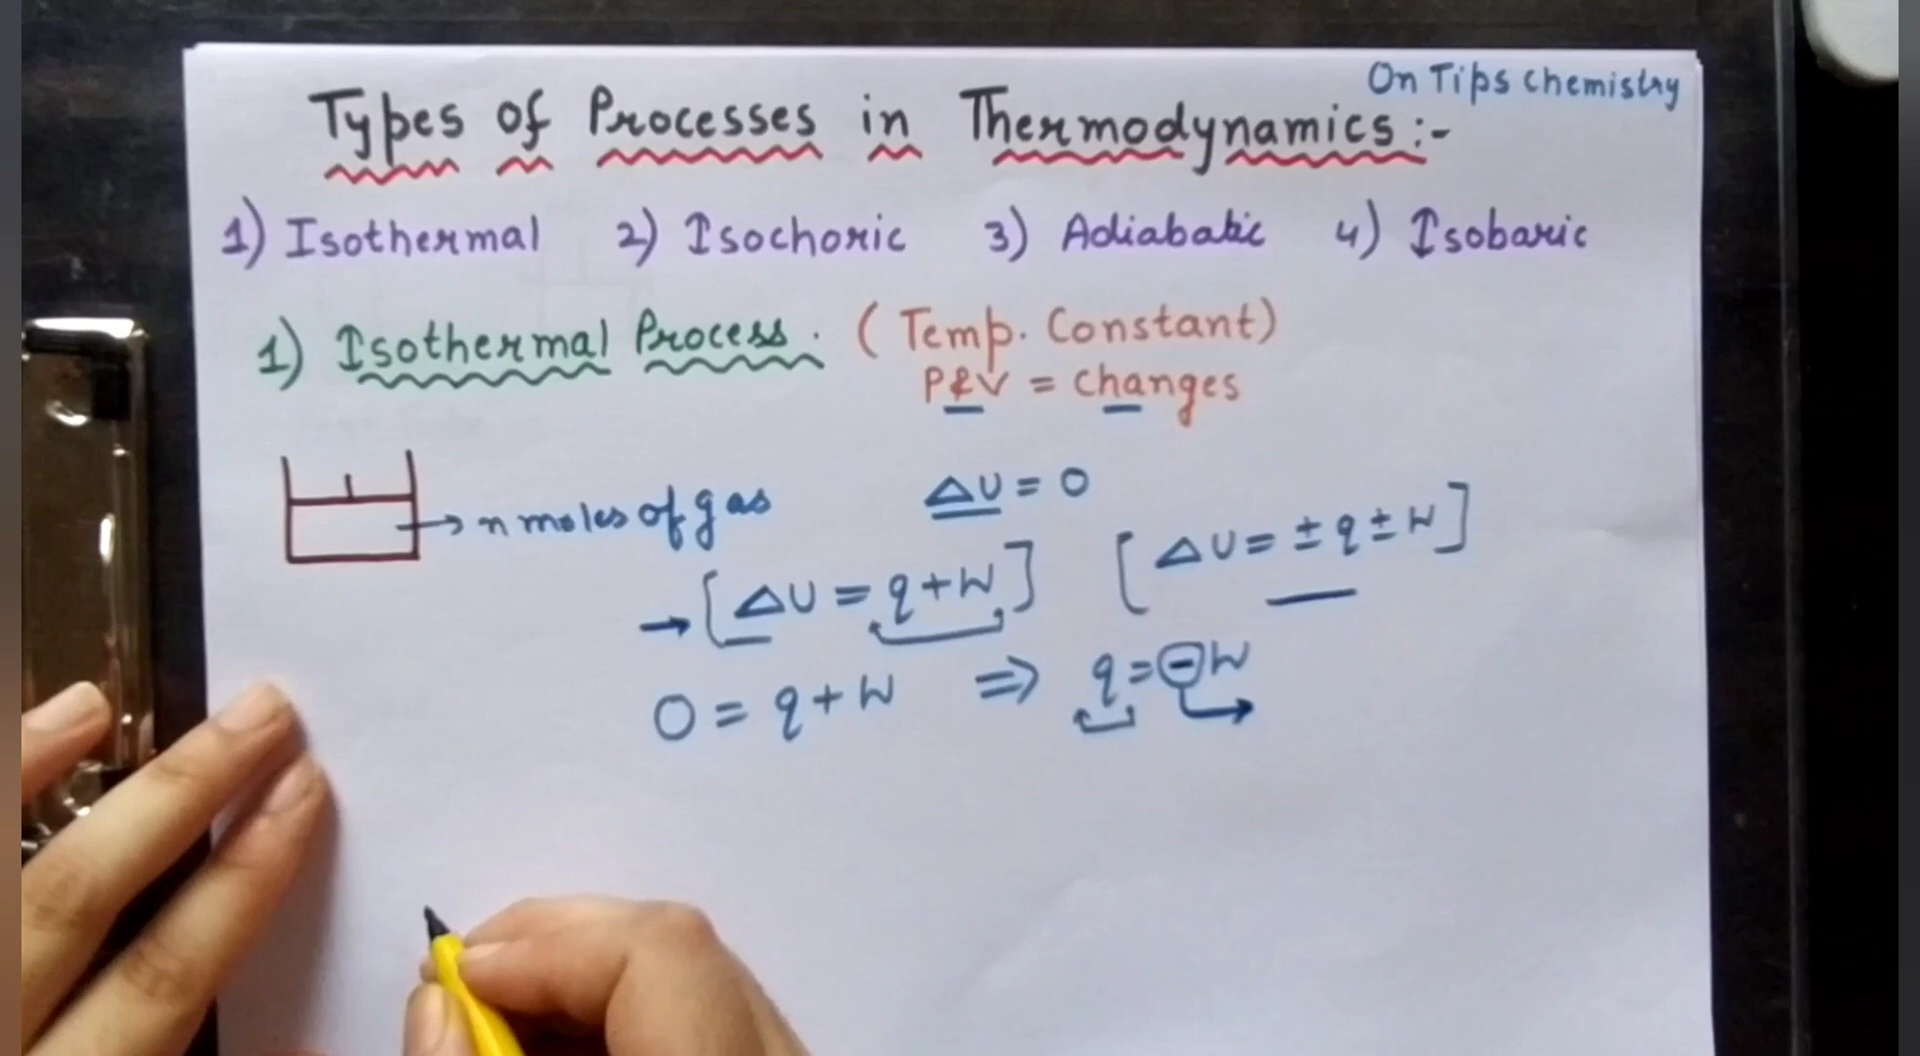 On Tips Chemistry
Types of Processes in Thermodynamics :-
1) Isothermal 2) Isochoric 3) Adiabatic 4) Isobaric
1) Isothermal Process. (Temp. Constant)
P&V = Changes
→ n moles of gas
ΔU = 0
→ [ΔU = q + W] [ΔU = ± q ± W]
0 = q + W ⇒ q = -W